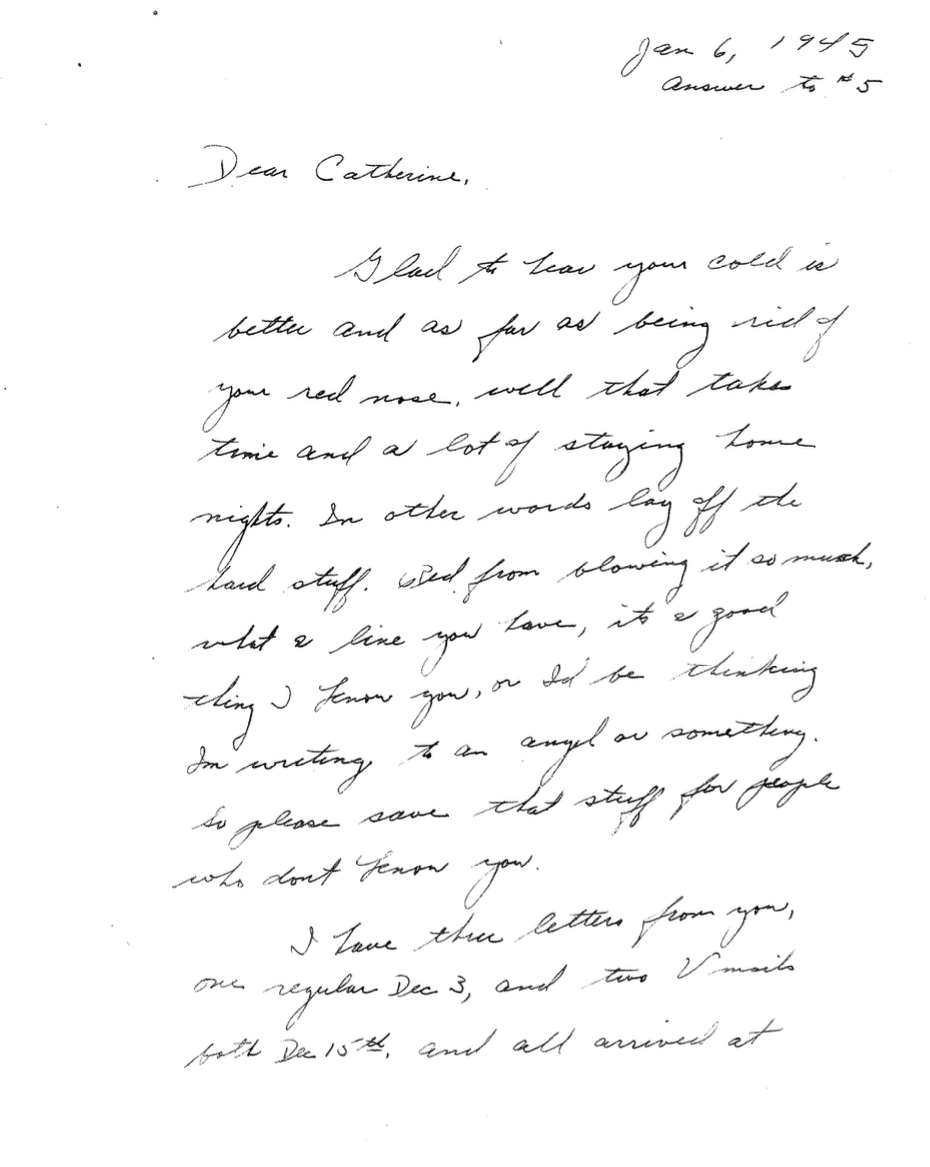 Jan 6, 1945
Answer to #5
Dear Catherine,
Glad to hear your cold is
better and as far as being rid of
your red nose, well that takes
time and a lot of staying home
nights. In other words lay off the
hard stuff. Red from blowing it so much,
what a line you have, its a good
thing I know you, or Id be thinking
Im writing to an angel or something.
So please save that stuff for people
who dont know you.
I have three letters from you,
one regular Dec 3, and two V mails
both Dec 15th, and all arrived at